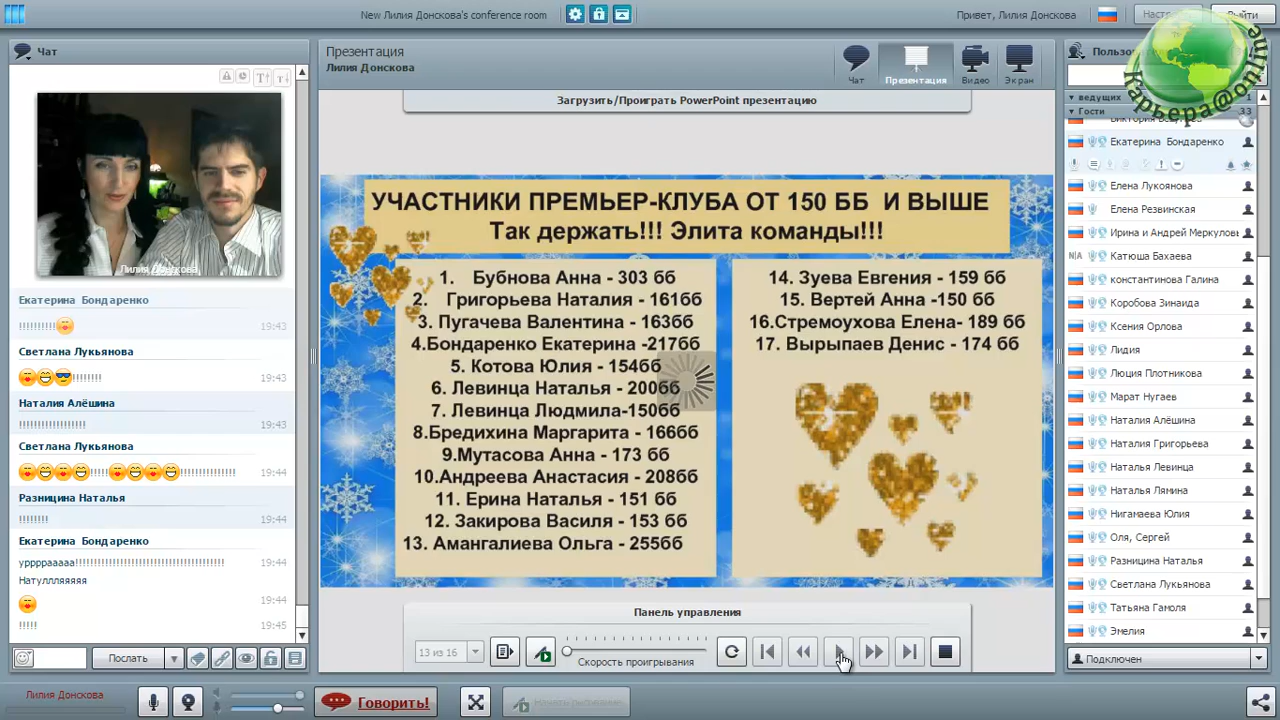 New Лилия Донскова's conference room
Привет, Лилия Донскова
Выйти
Чат
Лилия Донскова
Екатерина Бондаренко
!!!!!!!!!! 19:43
Светлана Лукьянова
!!!!!!!! 19:43
Наталия Алёшина
!!!!!!!!!!!!!!!!!! 19:43
Светлана Лукьянова
!!!!! !!!!!!!!!!!!!!! 19:44
Разницина Наталья
!!!!!!!! 19:44
Екатерина Бондаренко
уррррааааа!!!!!!!!!!!!!!!!!!!!!!!!!!!!!!!!!!!!!
Натулллляяяяя
19:44
!!!!! 19:45
Послать
Презентация
Лилия Донскова
Чат
Презентация
Видео
Экран
Загрузить/Проиграть PowerPoint презентацию
УЧАСТНИКИ ПРЕМЬЕР-КЛУБА ОТ 150 ББ И ВЫШЕ
Так держать!!! Элита команды!!!
1. Бубнова Анна - 303 бб
2. Григорьева Наталия - 161бб
3. Пугачева Валентина - 163бб
4.Бондаренко Екатерина -217бб
5. Котова Юлия - 154бб
6. Левинца Наталья - 200бб
7. Левинца Людмила-150бб
8.Бредихина Маргарита - 166бб
9.Мутасова Анна - 173 бб
10.Андреева Анастасия - 208бб
11. Ерина Наталья - 151 бб
12. Закирова Василя - 153 бб
13. Амангалиева Ольга - 255бб
14. Зуева Евгения - 159 бб
15. Вертей Анна -150 бб
16.Стремоухова Елена- 189 бб
17. Вырыпаев Денис - 174 бб
Панель управления
13 из 16
Скорость проигрывания
Карьера@online
ведущих 1
Гости 33
Екатерина Бондаренко
Елена Лукоянова
Елена Резвинская
Ирина и Андрей Меркуловы
N/A Катюша Бахаева
константинова Галина
Коробова Зинаида
Ксения Орлова
Лидия
Люция Плотникова
Марат Нугаев
Наталия Алёшина
Наталия Григорьева
Наталья Левинца
Наталья Лямина
Нигамаева Юлия
Оля, Сергей
Разницина Наталья
Светлана Лукьянова
Татьяна Гамоля
Эмелия
Подключен
Лилия Донскова
Говорить!